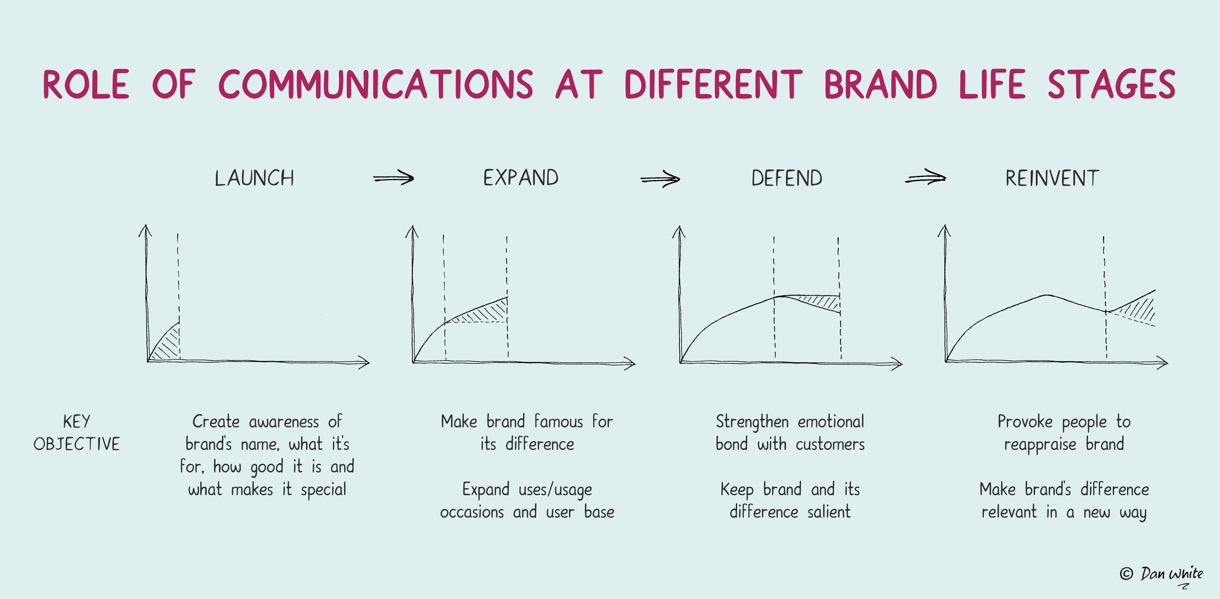 ROLE OF COMMUNICATIONS AT DIFFERENT BRAND LIFE STAGES
LAUNCH
EXPAND
DEFEND
REINVENT
KEY
OBJECTIVE
Create awareness of
brand's name, what it's
for, how good it is and
what makes it special
Make brand famous for
its difference
Expand uses/usage
occasions and user base
Strengthen emotional
bond with customers
Keep brand and its
difference salient
Provoke people to
reappraise brand
Make brand's difference
relevant in a new way
© Dan White